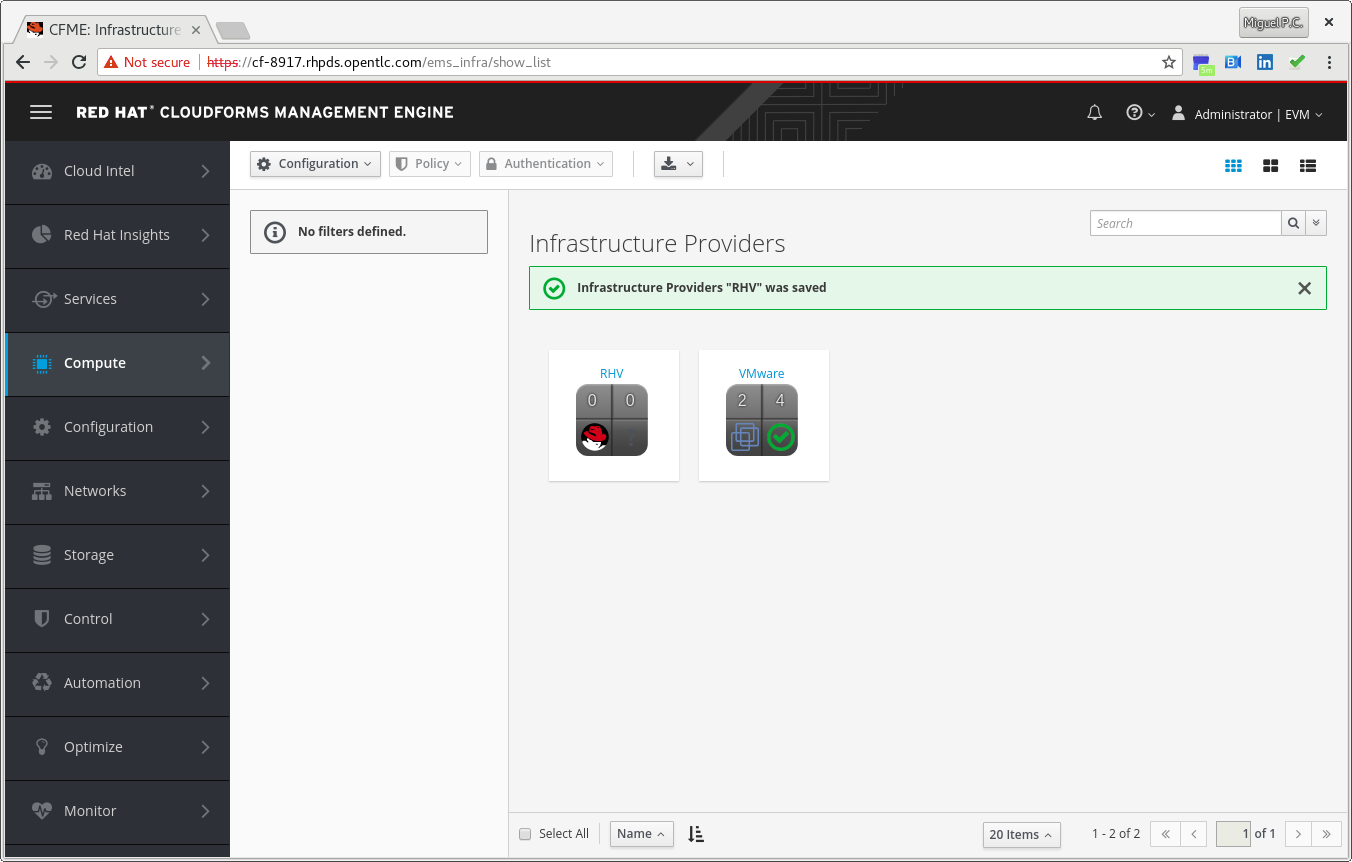 CFME: Infrastructure
Miguel P.C.
Not secure
https://cf-8917.rhpds.opentlc.com/ems_infra/show_list
5m
RED HAT® CLOUDFORMS MANAGEMENT ENGINE
Administrator | EVM
Cloud Intel
Red Hat Insights
Services
Compute
Configuration
Networks
Storage
Control
Automation
Optimize
Monitor
Configuration
Policy
Authentication
No filters defined.
Search
Infrastructure Providers
Infrastructure Providers "RHV" was saved
RHV
0 0
VMware
2 4
Select All
Name
20 Items
1 - 2 of 2
1 of 1